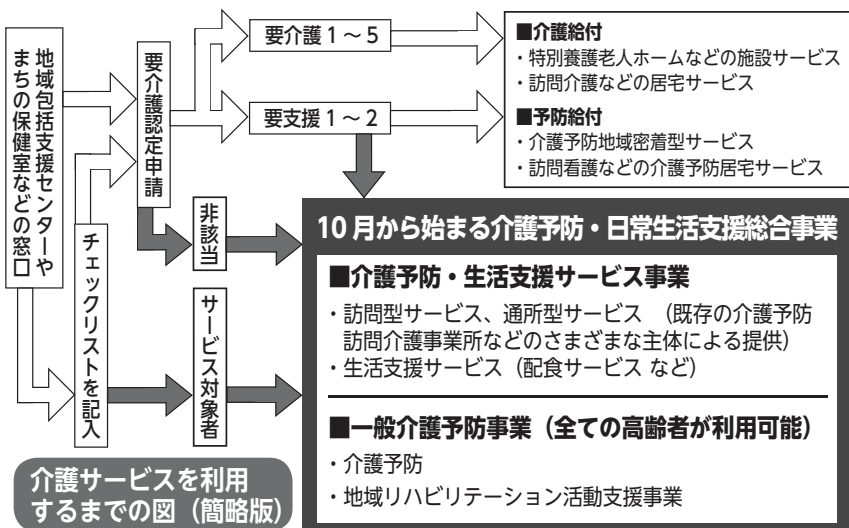 地域包括支援センターや
まちの保健室などの窓口
チェックリストを記入
要介護認定申請
要介護1～5
要支援1～2
非該当
サービス対象者
■介護給付
・特別養護老人ホームなどの施設サービス
・訪問介護などの居宅サービス
■予防給付
・介護予防地域密着型サービス
・訪問看護などの介護予防居宅サービス
10月から始まる介護予防・日常生活支援総合事業
■介護予防・生活支援サービス事業
・訪問型サービス、通所型サービス （既存の介護予防
訪問介護事業所などのさまざまな主体による提供）
・生活支援サービス（配食サービス など）
■一般介護予防事業（全ての高齢者が利用可能）
・介護予防
・地域リハビリテーション活動支援事業
介護サービスを利用
するまでの図（簡略版）